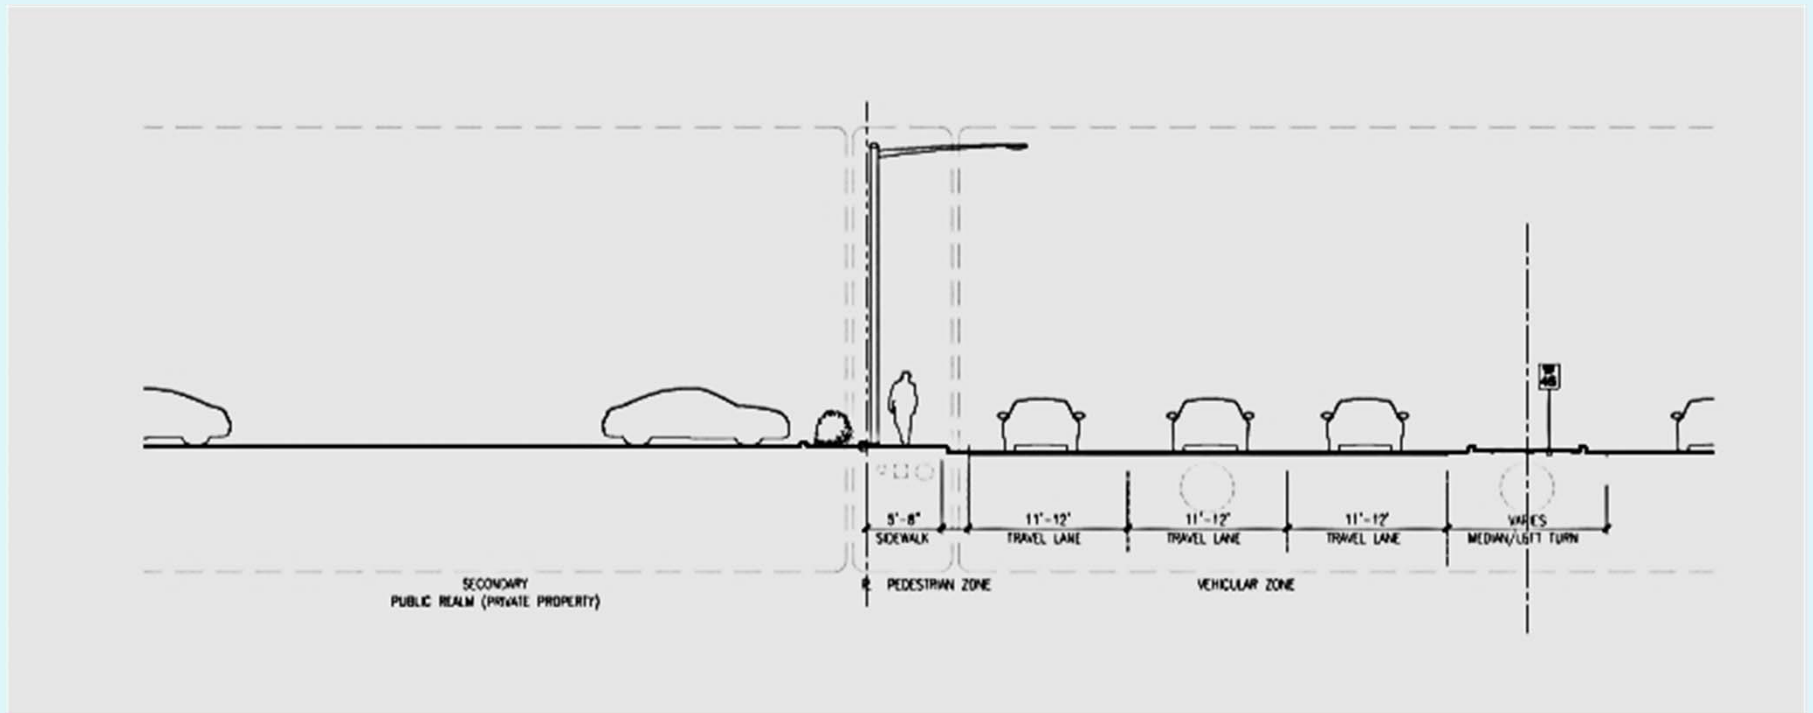 45
5'-8"
SIDEWALK
11'-12'
TRAVEL LANE
11'-12'
TRAVEL LANE
11'-12'
TRAVEL LANE
VARIES
MEDIAN/LEFT TURN
SECONDARY
PUBLIC REALM (PRIVATE PROPERTY)
PEDESTRIAN ZONE
VEHICULAR ZONE